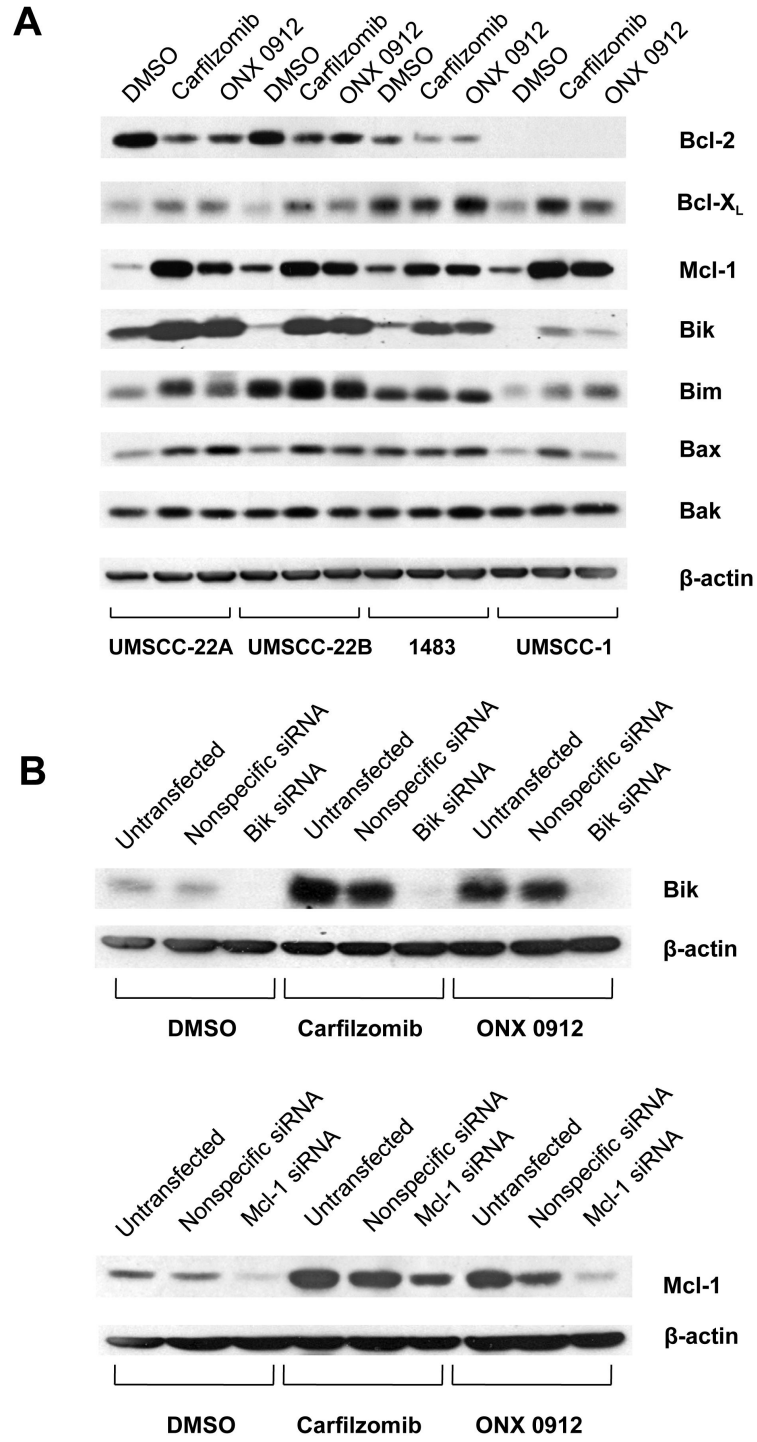 A
DMSO Carfilzomib ONX 0912 DMSO Carfilzomib ONX 0912 DMSO Carfilzomib ONX 0912 DMSO Carfilzomib ONX 0912
Bcl-2
Bcl-XL
Mcl-1
Bik
Bim
Bax
Bak
β-actin
UMSCC-22A UMSCC-22B 1483 UMSCC-1
B
Untransfected Nonspecific siRNA Bik siRNA Untransfected Nonspecific siRNA Bik siRNA Untransfected Nonspecific siRNA Bik siRNA
Bik
β-actin
DMSO Carfilzomib ONX 0912
Untransfected Nonspecific siRNA Mcl-1 siRNA Untransfected Nonspecific siRNA Mcl-1 siRNA Untransfected Nonspecific siRNA Mcl-1 siRNA
Mcl-1
β-actin
DMSO Carfilzomib ONX 0912